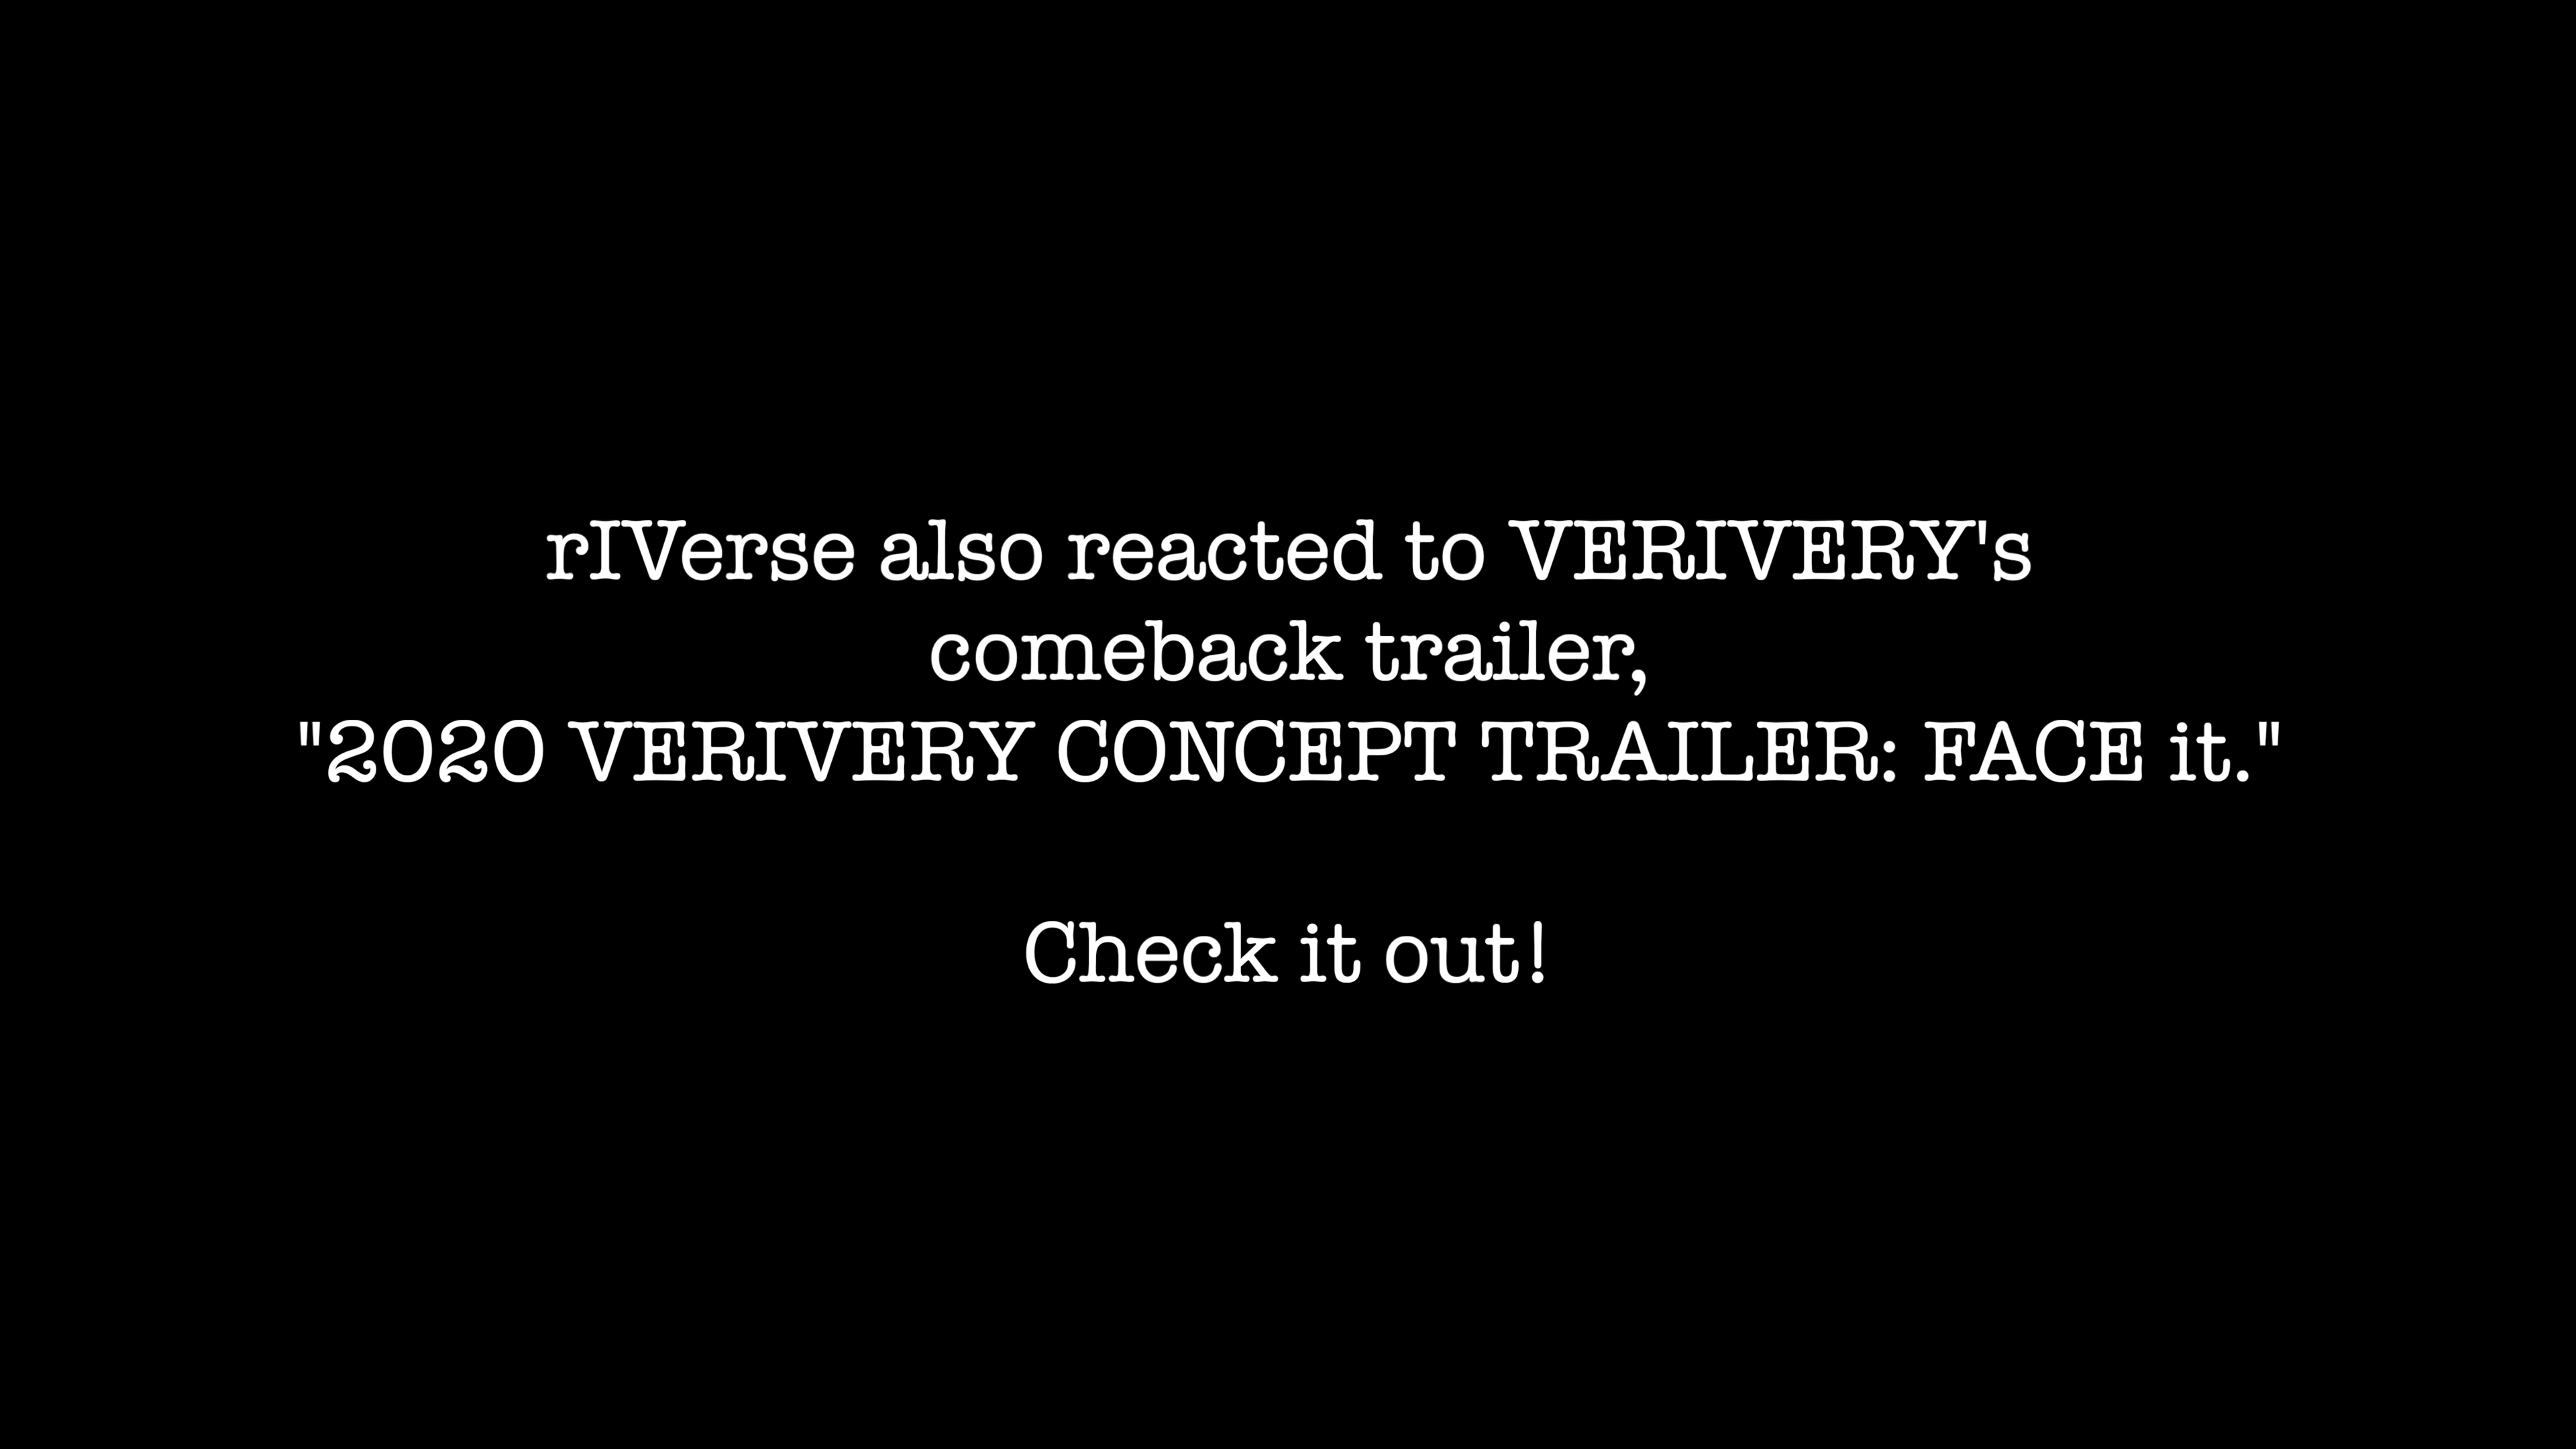 rIVerse also reacted to VERIVERY's
comeback trailer,
"2020 VERIVERY CONCEPT TRAILER: FACE it."
Check it out!